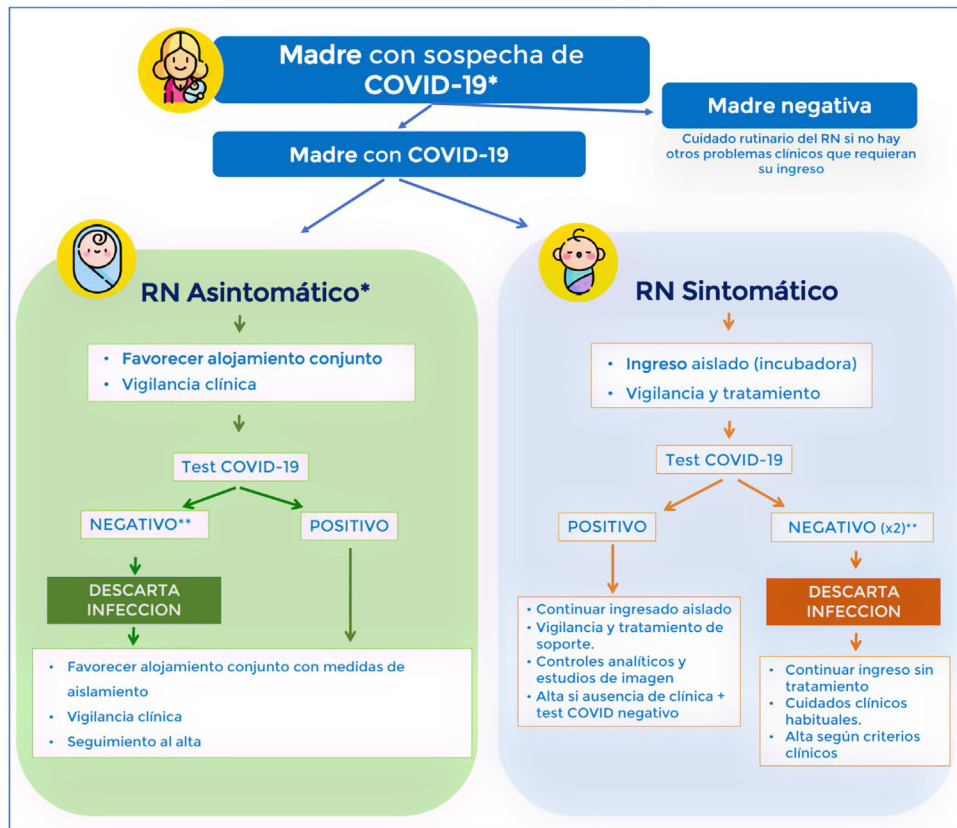 Madre con sospecha de
COVID-19*
Madre negativa
Cuidado rutinario del RN si no hay
otros problemas clínicos que requieran
su ingreso
Madre con COVID-19
RN Asintomático*
• Favorecer alojamiento conjunto
• Vigilancia clínica
Test COVID-19
NEGATIVO**
POSITIVO
DESCARTA
INFECCION
• Favorecer alojamiento conjunto con medidas de
aislamiento
• Vigilancia clínica
• Seguimiento al alta
RN Sintomático
• Ingreso aislado (incubadora)
• Vigilancia y tratamiento
Test COVID-19
POSITIVO
NEGATIVO (x2)**
• Continuar ingresado aislado
• Vigilancia y tratamiento de
soporte.
• Controles analíticos y
estudios de imagen
• Alta si ausencia de clínica +
test COVID negativo
DESCARTA
INFECCION
• Continuar ingreso sin
tratamiento
• Cuidados clínicos
habituales.
• Alta según criterios
clínicos